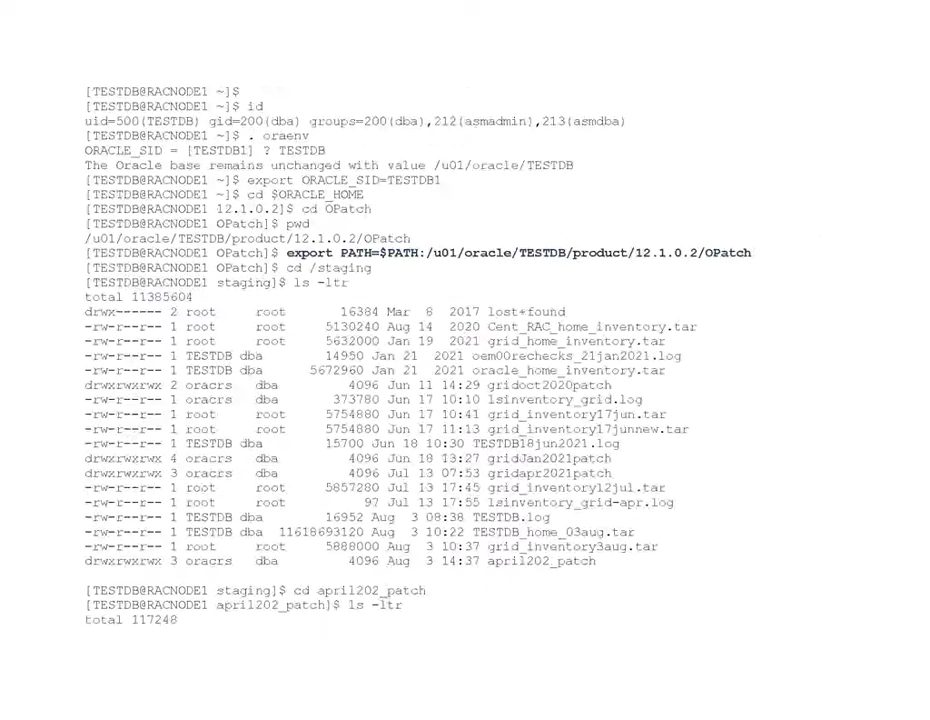 [TESTDB@RACNODE1 ~]$
[TESTDB@RACNODE1 ~]$ id
uid=500(TESTDB) gid=200(dba) groups=200(dba),212(asmadmin),213(asmdba)
[TESTDB@RACNODE1 ~]$ . oraenv
ORACLE_SID = [TESTDB1] ? TESTDB
The Oracle base remains unchanged with value /u01/oracle/TESTDB
[TESTDB@RACNODE1 ~]$ export ORACLE_SID=TESTDB1
[TESTDB@RACNODE1 ~]$ cd $ORACLE_HOME
[TESTDB@RACNODE1 12.1.0.2]$ cd OPatch
[TESTDB@RACNODE1 OPatch]$ pwd
/u01/oracle/TESTDB/product/12.1.0.2/OPatch
[TESTDB@RACNODE1 OPatch]$ export PATH=$PATH:/u01/oracle/TESTDB/product/12.1.0.2/OPatch
[TESTDB@RACNODE1 OPatch]$ cd /staging
[TESTDB@RACNODE1 staging]$ ls -ltr
total 11385604
drwx------ 2 root root 16384 Mar 8 2017 lost+found
-rw-r--r-- 1 root root 5130240 Aug 14 2020 Cent_RAC_home_inventory.tar
-rw-r--r-- 1 root root 5632000 Jan 19 2021 grid_home_inventory.tar
-rw-r--r-- 1 TESTDB dba 14950 Jan 21 2021 oem00rechecks_21jan2021.log
-rw-r--r-- 1 TESTDB dba 5672960 Jan 21 2021 oracle_home_inventory.tar
drwxrwxrwx 2 oracrs dba 4096 Jun 11 14:29 gridoct2020patch
-rw-r--r-- 1 oracrs dba 373780 Jun 17 10:10 lsinventory_grid.log
-rw-r--r-- 1 root root 5754880 Jun 17 10:41 grid_inventory17jun.tar
-rw-r--r-- 1 root root 5754880 Jun 17 11:13 grid_inventory17junnew.tar
-rw-r--r-- 1 TESTDB dba 15700 Jun 18 10:30 TESTDB18jun2021.log
drwxrwxrwx 4 oracrs dba 4096 Jun 18 13:27 gridJan2021patch
drwxrwxrwx 3 oracrs dba 4096 Jul 13 07:53 gridapr2021patch
-rw-r--r-- 1 root root 5857280 Jul 13 17:45 grid_inventory12jul.tar
-rw-r--r-- 1 root root 97 Jul 13 17:55 lsinventory_grid-apr.log
-rw-r--r-- 1 TESTDB dba 16952 Aug 3 08:38 TESTDB.log
-rw-r--r-- 1 TESTDB dba 11618693120 Aug 3 10:22 TESTDB_home_03aug.tar
-rw-r--r-- 1 root root 5888000 Aug 3 10:37 grid_inventory3aug.tar
drwxrwxrwx 3 oracrs dba 4096 Aug 3 14:37 april202_patch
[TESTDB@RACNODE1 staging]$ cd april202_patch
[TESTDB@RACNODE1 april202_patch]$ ls -ltr
total 117248